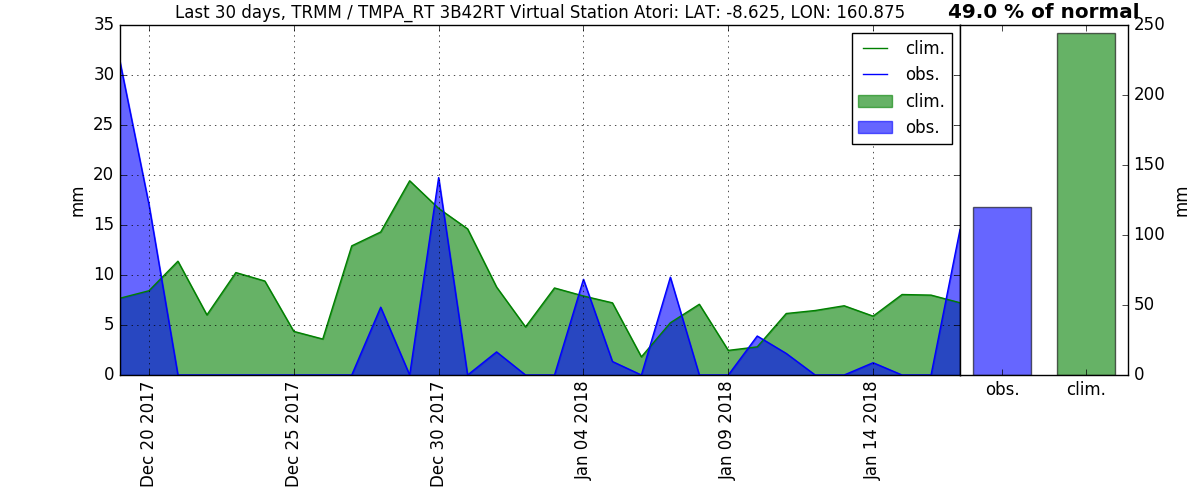 Last 30 days, TRMM / TMPA_RT 3B42RT Virtual Station Atori: LAT: -8.625, LON: 160.875
49.0 % of normal
35
30
25
20
15
10
5
0
mm
clim.
obs.
clim.
obs.
Dec 20 2017
Dec 25 2017
Dec 30 2017
Jan 04 2018
Jan 09 2018
Jan 14 2018
250
200
150
100
50
0
mm
obs.
clim.